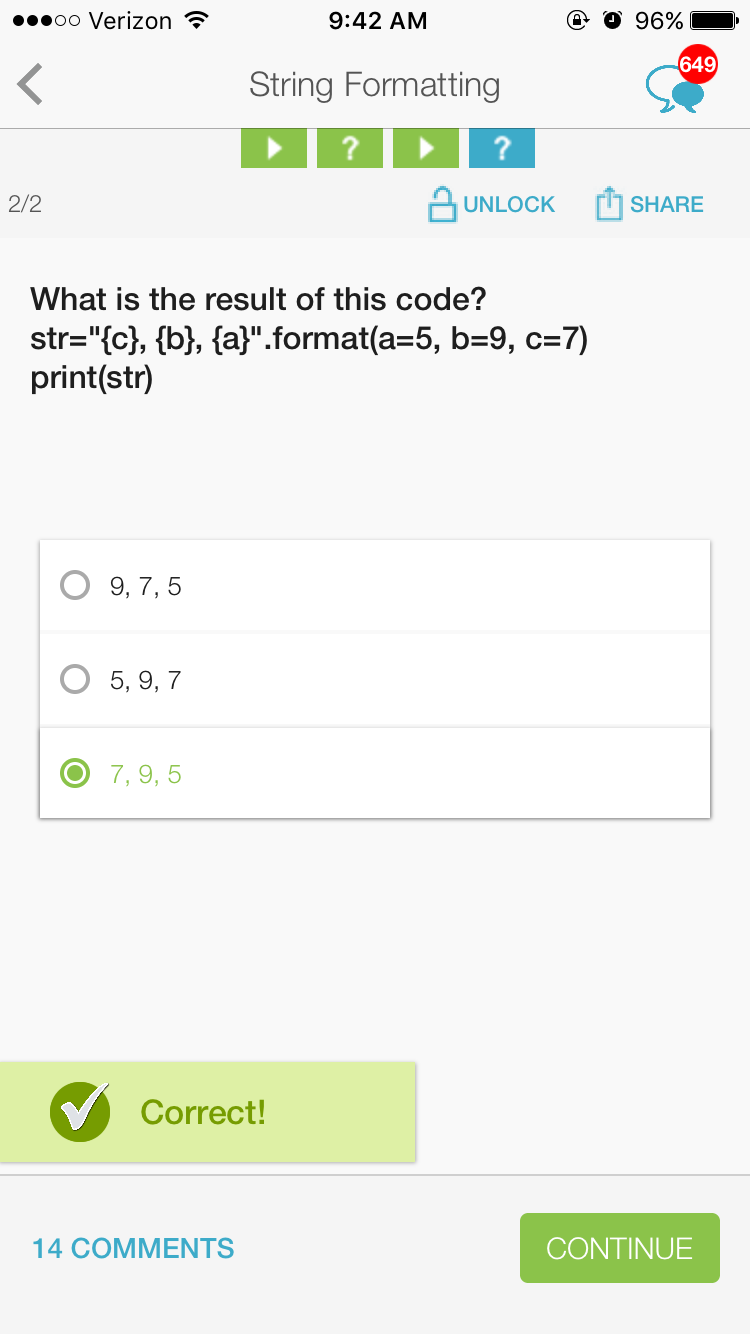 Verizon 9:42 AM 96%
String Formatting 649
? ?
2/2 UNLOCK SHARE
What is the result of this code?
str="{c}, {b}, {a}".format(a=5, b=9, c=7)
print(str)
9, 7, 5
5, 9, 7
7, 9, 5
Correct!
14 COMMENTS CONTINUE